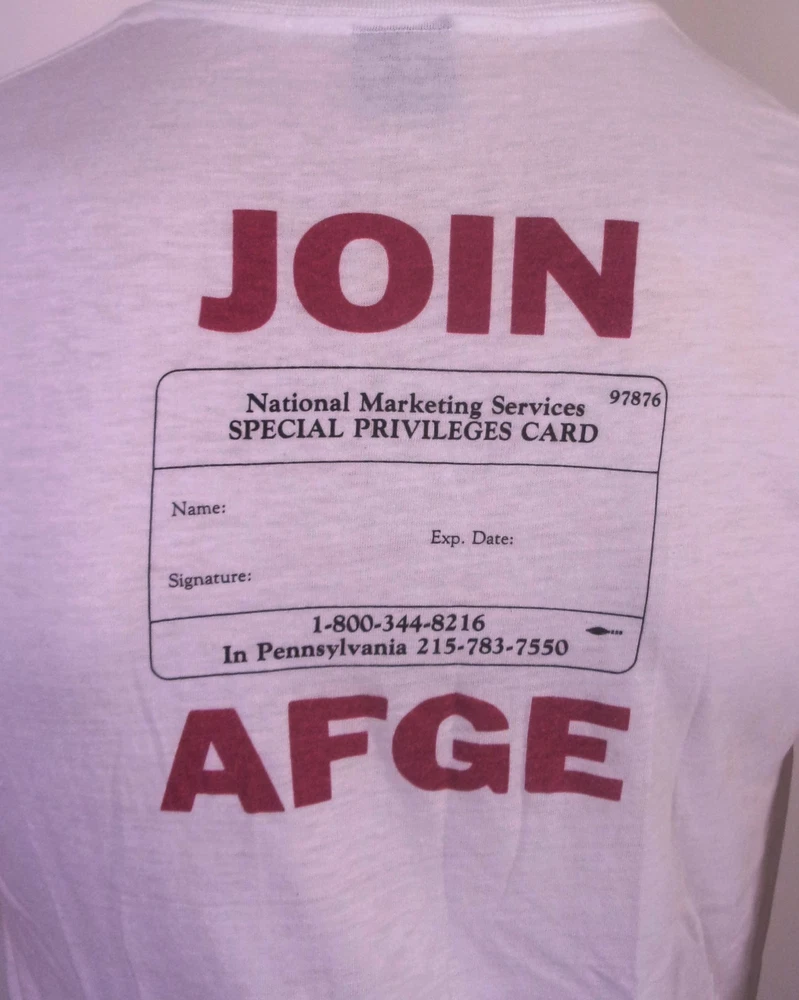 JOIN
National Marketing Services 97876
SPECIAL PRIVILEGES CARD
Name:
Exp. Date:
Signature:
1-800-344-8216
In Pennsylvania 215-783-7550
AFGE